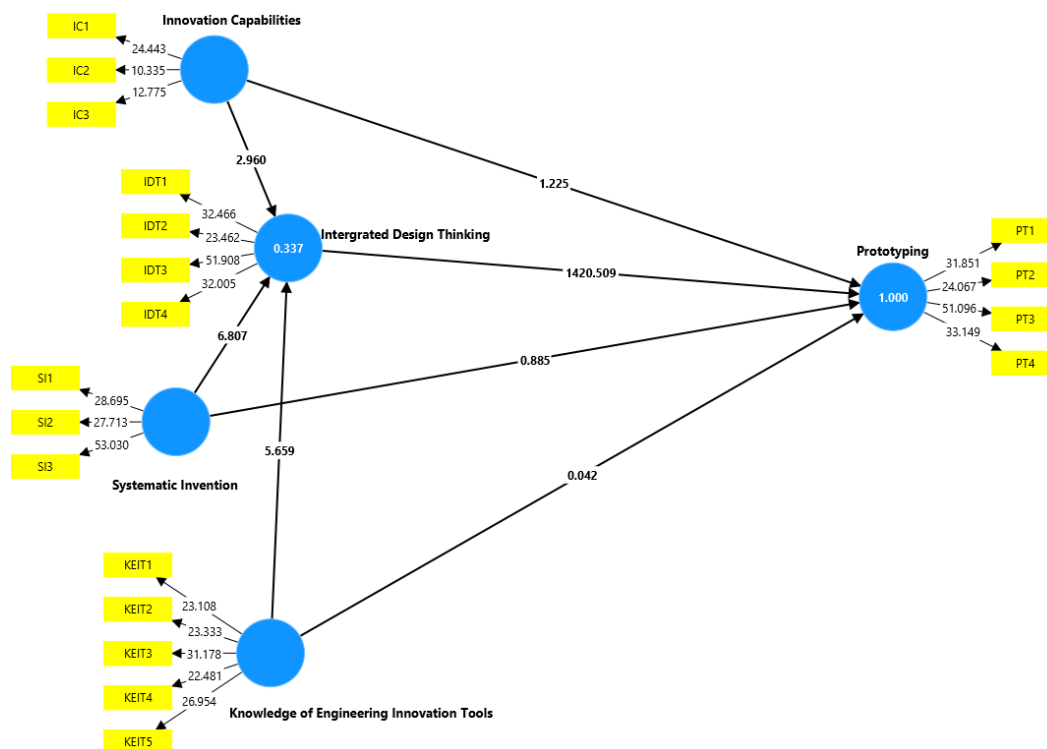 Innovation Capabilities
IC1
24.443
IC2
10.335
IC3
12.775
2.960
1.225
IDT1
32.466
IDT2
23.462
IDT3
51.908
IDT4
32.005
0.337
Intergrated Design Thinking
1420.509
Prototyping
1.000
PT1
31.851
PT2
24.067
PT3
51.096
PT4
33.149
6.807
0.885
SI1
28.695
SI2
27.713
SI3
53.030
Systematic Invention
5.659
0.042
KEIT1
23.108
KEIT2
23.333
KEIT3
31.178
KEIT4
22.481
KEIT5
26.954
Knowledge of Engineering Innovation Tools